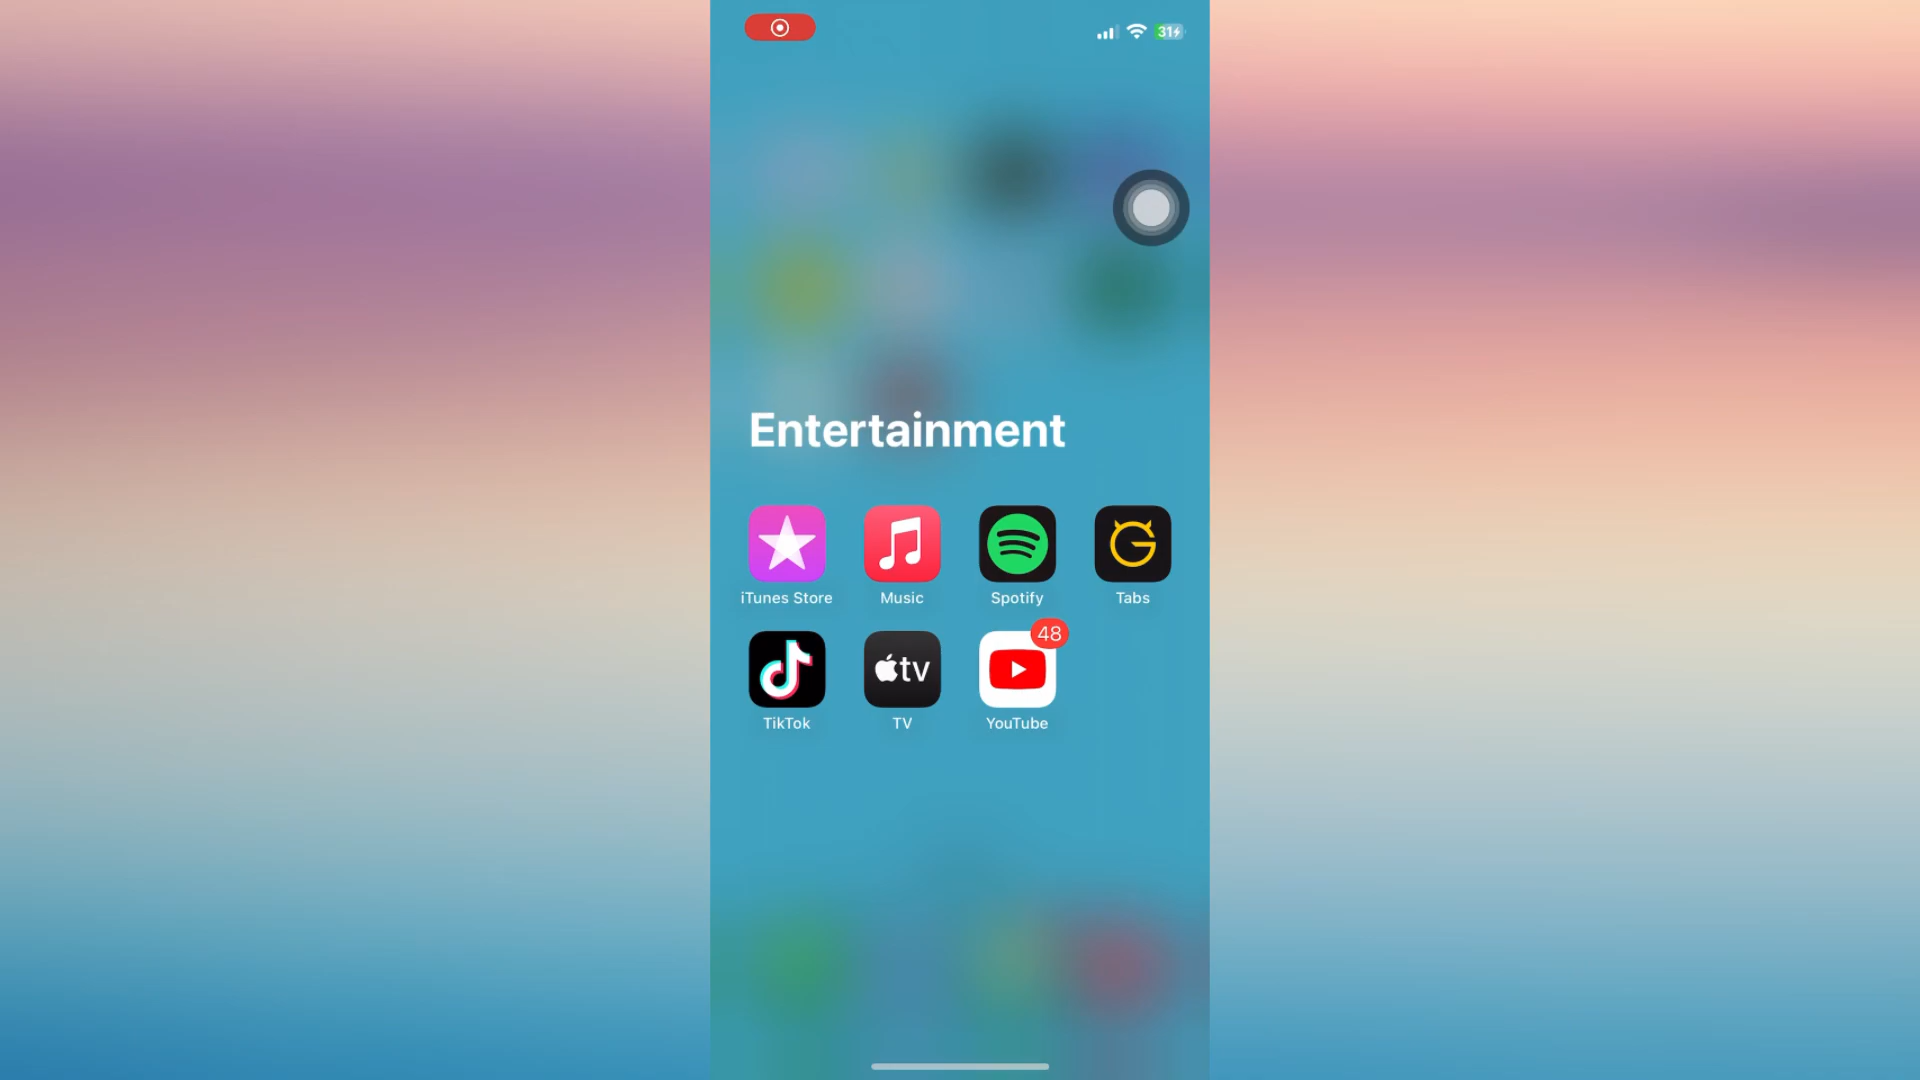 31
Entertainment
iTunes Store
Music
Spotify
Tabs
48
tv
TikTok
TV
YouTube